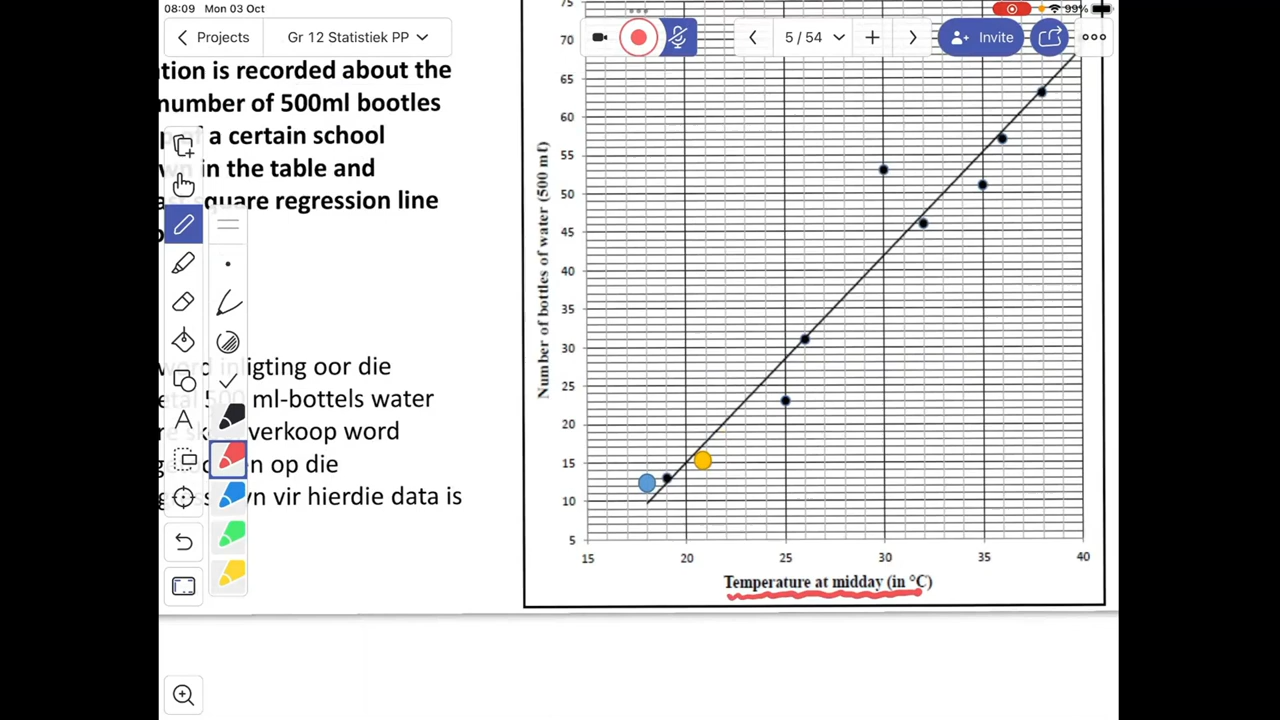 08:09 Mon 03 Oct
99%
Projects
Gr 12 Statistiek PP
5 / 54
Invite
tion is recorded about the
number of 500ml bootles
of a certain school
in the table and
square regression line
inligting oor die
ml-bottels water
verkoop word
op die
vir hierdie data is
Number of bottles of water (500 mℓ)
75
70
65
60
55
50
45
40
35
30
25
20
15
10
5
15 20 25 30 35 40
Temperature at midday (in °C)